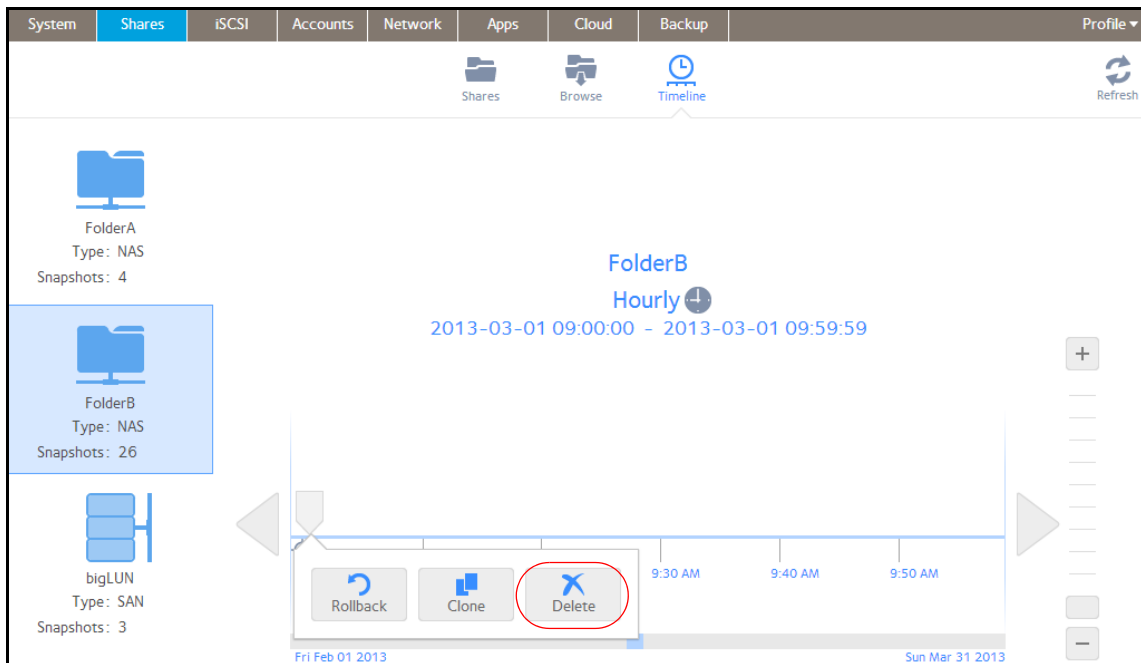 System Shares iSCSI Accounts Network Apps Cloud Backup Profile
Shares Browse Timeline Refresh
FolderA
Type: NAS
Snapshots: 4
FolderB
Type: NAS
Snapshots: 26
bigLUN
Type: SAN
Snapshots: 3
FolderB
Hourly
2013-03-01 09:00:00 - 2013-03-01 09:59:59
9:30 AM 9:40 AM 9:50 AM
Rollback Clone Delete
Fri Feb 01 2013 Sun Mar 31 2013